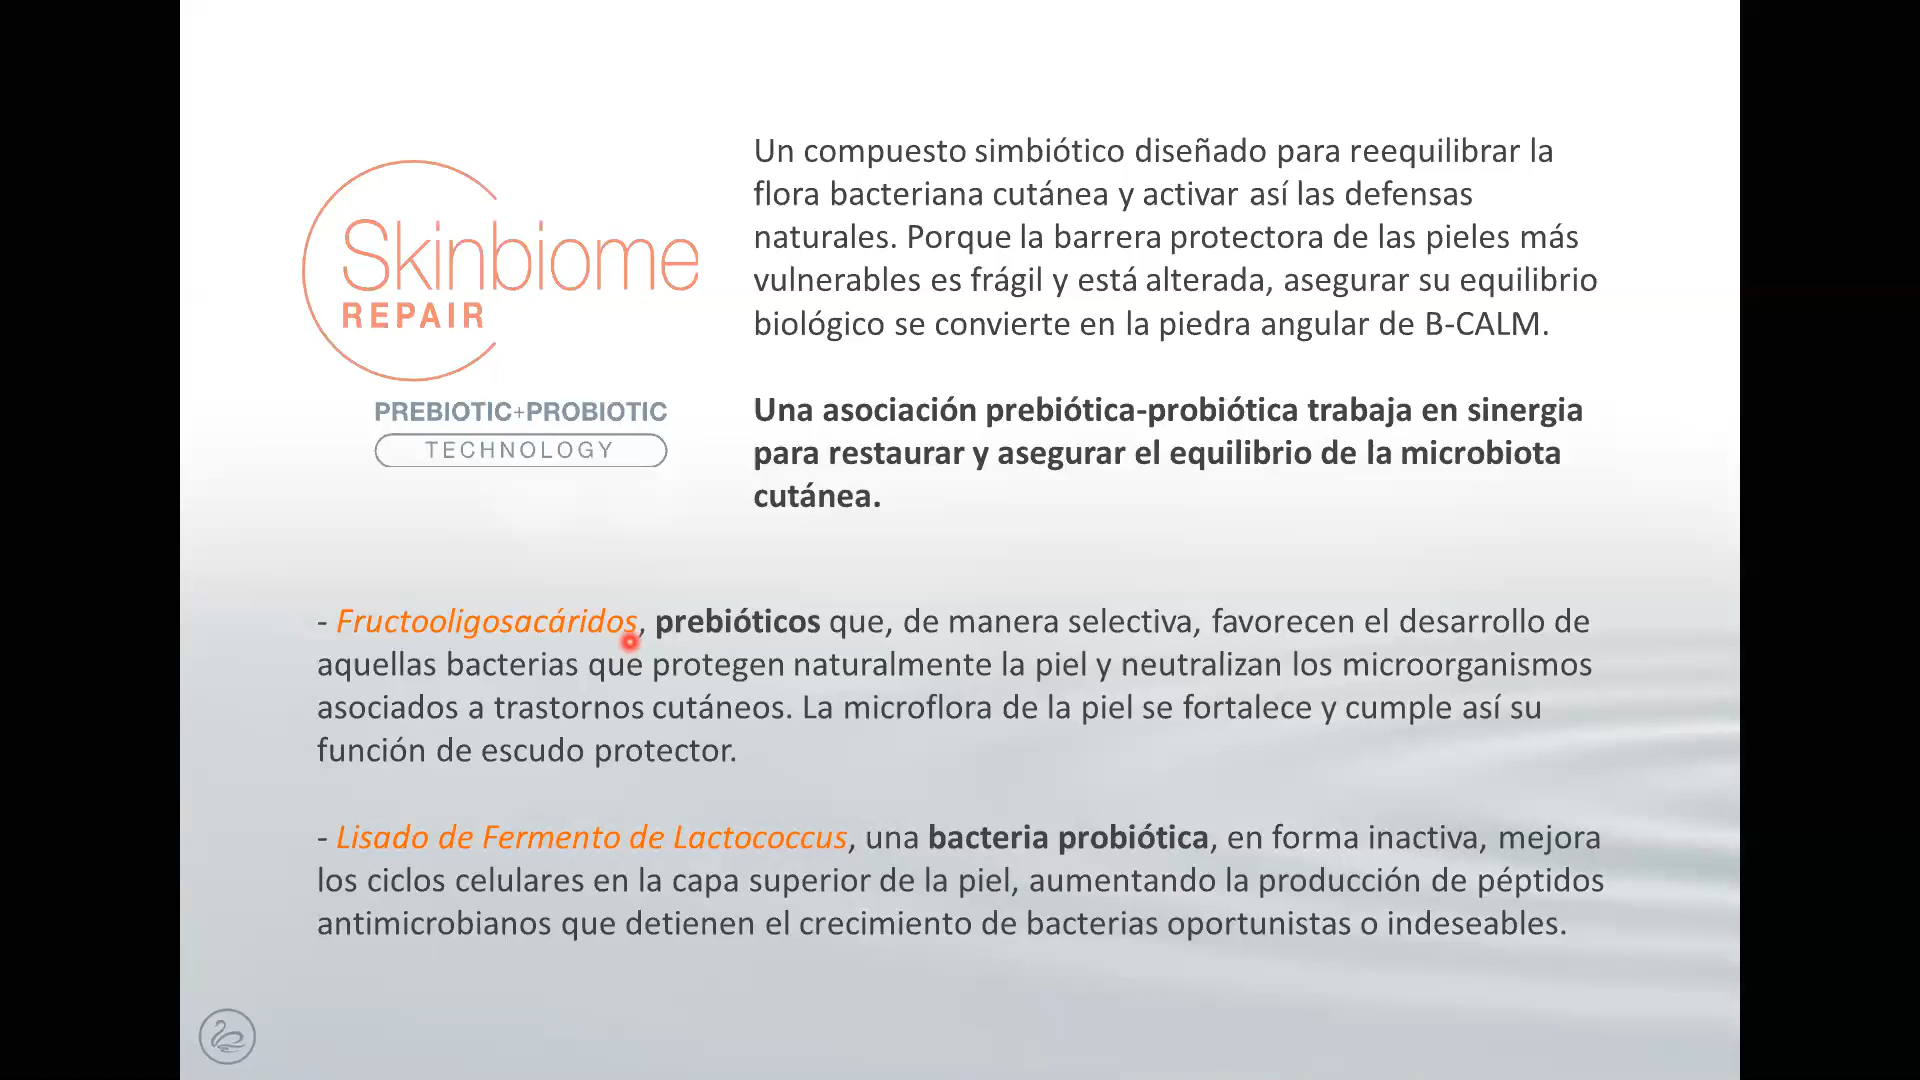 Skinbiome
REPAIR
PREBIOTIC+PROBIOTIC
TECHNOLOGY
Un compuesto simbiótico diseñado para reequilibrar la
flora bacteriana cutánea y activar así las defensas
naturales. Porque la barrera protectora de las pieles más
vulnerables es frágil y está alterada, asegurar su equilibrio
biológico se convierte en la piedra angular de B-CALM.
Una asociación prebiótica-probiótica trabaja en sinergia
para restaurar y asegurar el equilibrio de la microbiota
cutánea.
- Fructooligosacáridos, prebióticos que, de manera selectiva, favorecen el desarrollo de
aquellas bacterias que protegen naturalmente la piel y neutralizan los microorganismos
asociados a trastornos cutáneos. La microflora de la piel se fortalece y cumple así su
función de escudo protector.
- Lisado de Fermento de Lactococcus, una bacteria probiótica, en forma inactiva, mejora
los ciclos celulares en la capa superior de la piel, aumentando la producción de péptidos
antimicrobianos que detienen el crecimiento de bacterias oportunistas o indeseables.